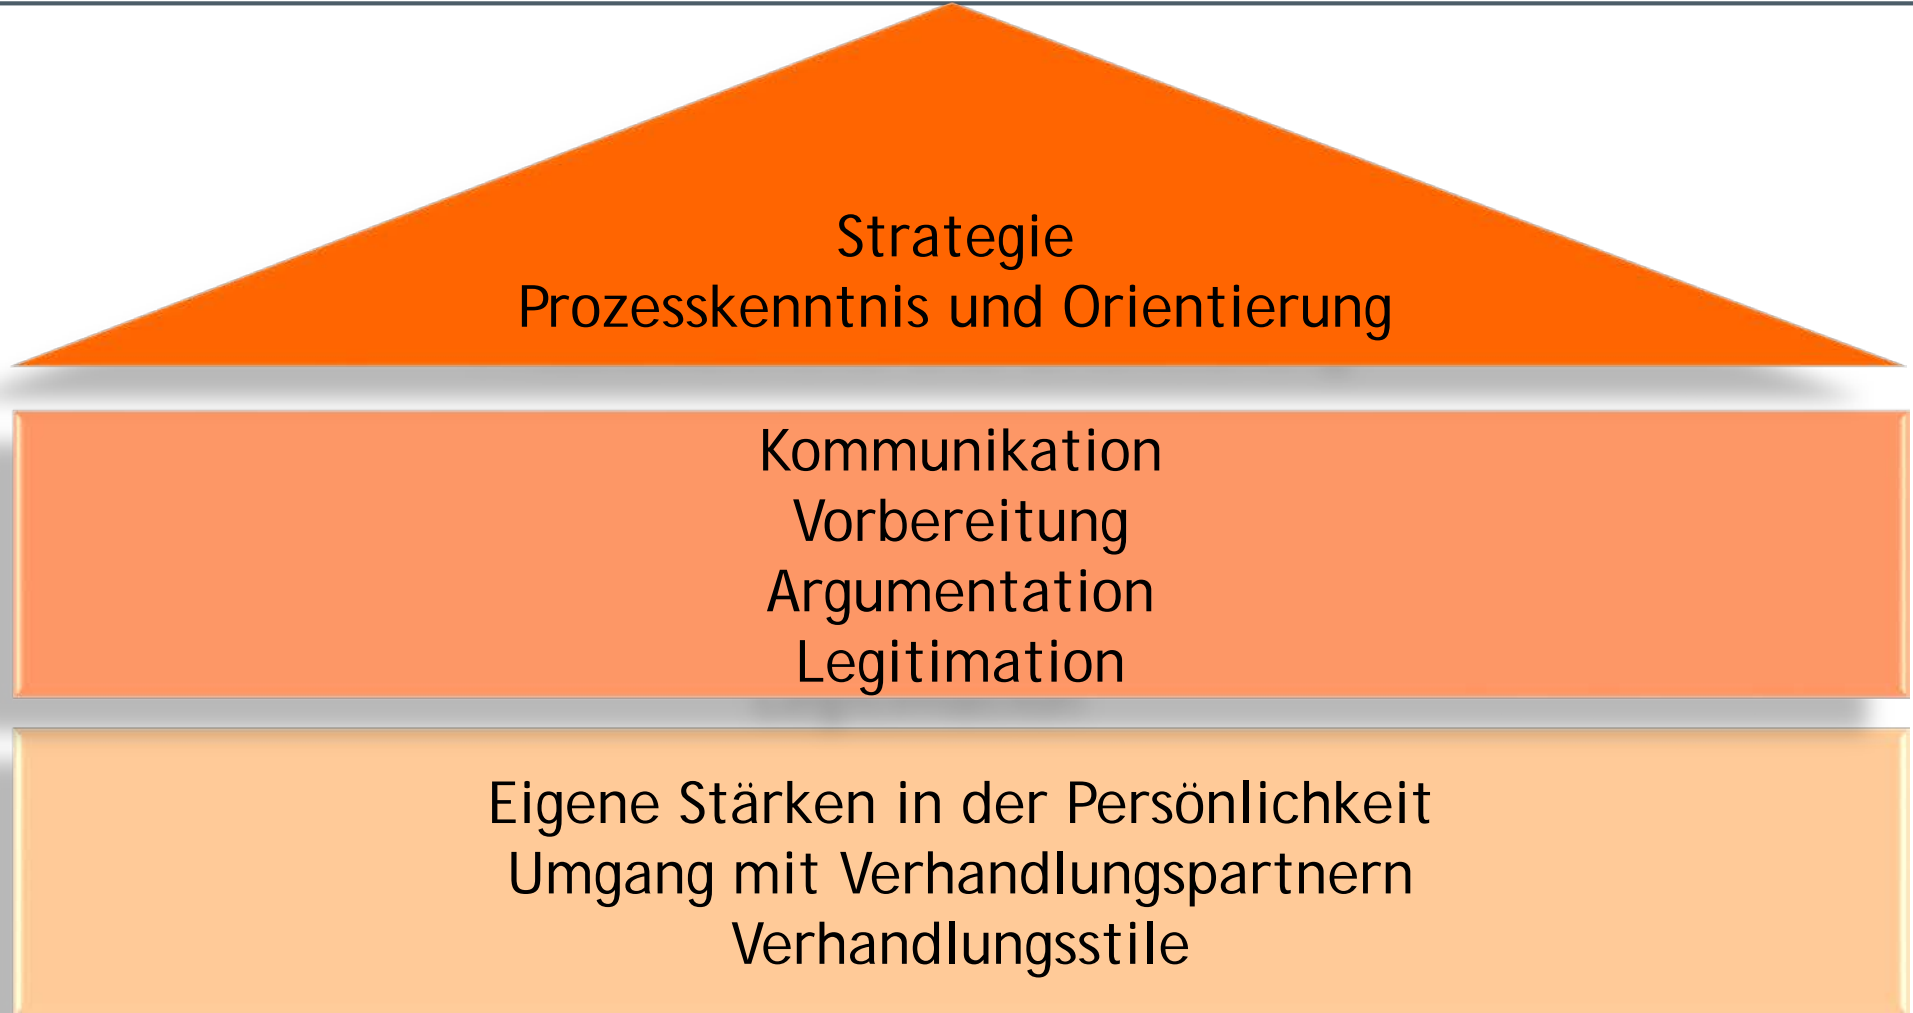 Strategie
Prozesskenntnis und Orientierung
Kommunikation
Vorbereitung
Argumentation
Legitimation
Eigene Stärken in der Persönlichkeit
Umgang mit Verhandlungspartnern
Verhandlungsstile